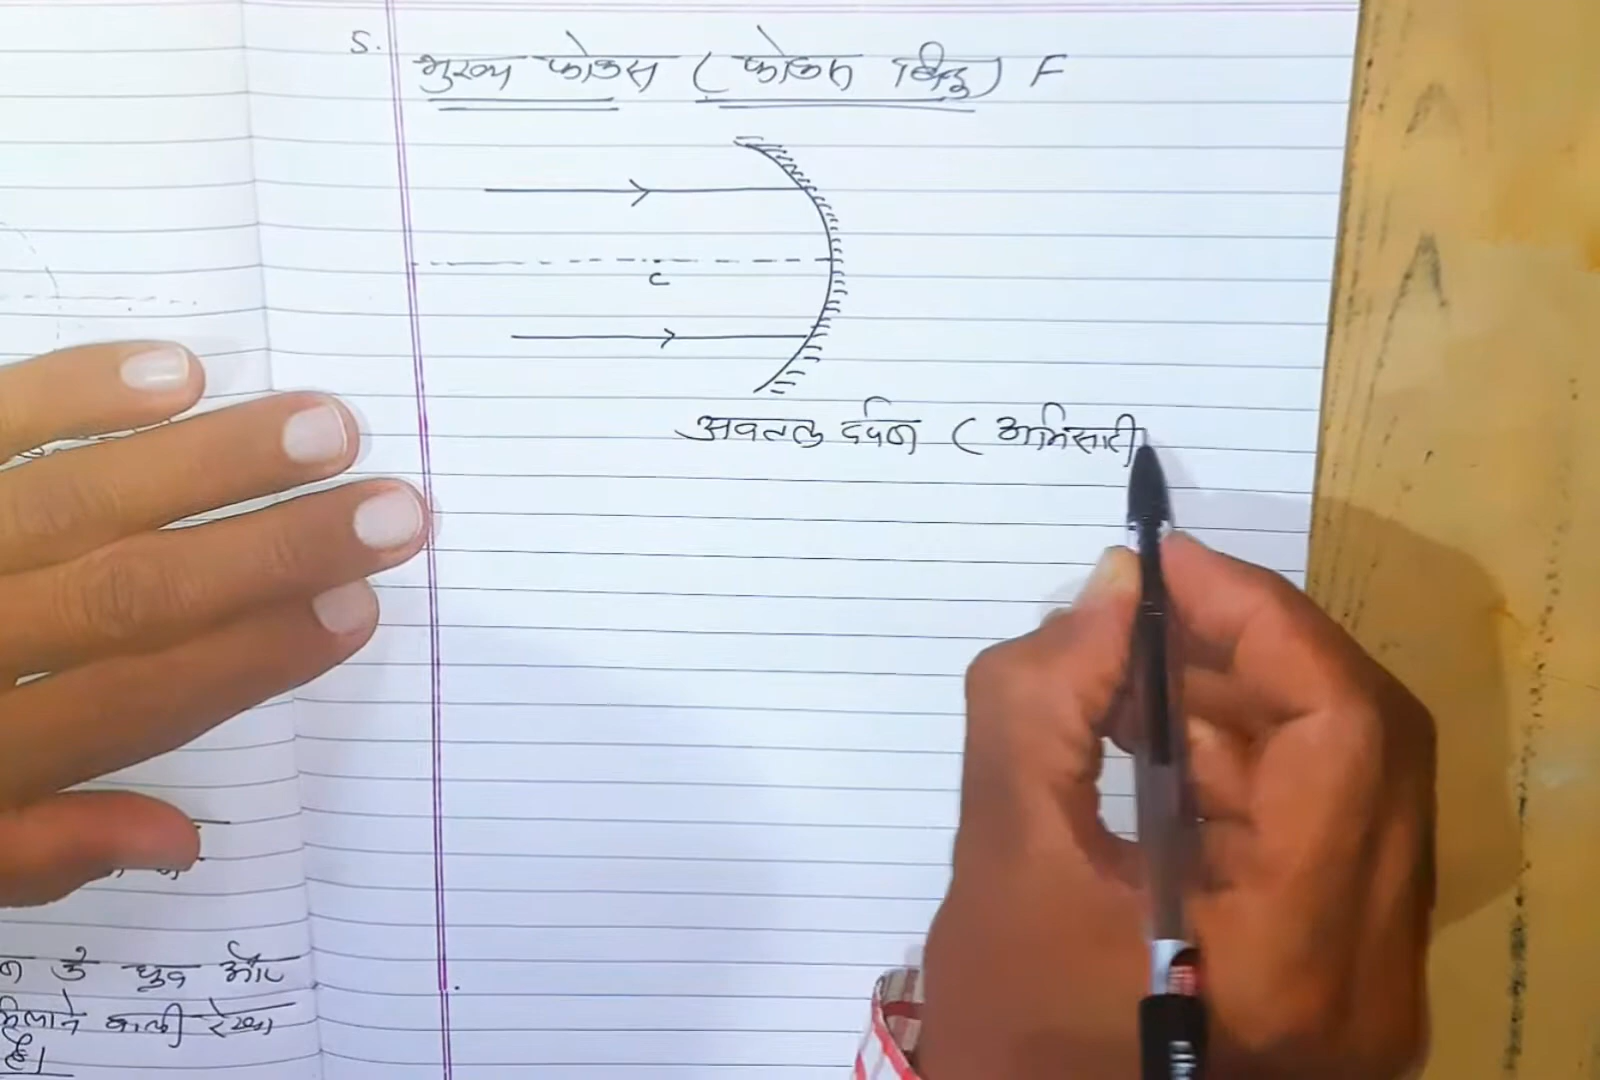 5. मुख्य फोकस ( फोकस बिंदु ) F
C
अवतल दर्पण ( अभिसारी
के ध्रुव और
मिलाने वाली रेखा
है।